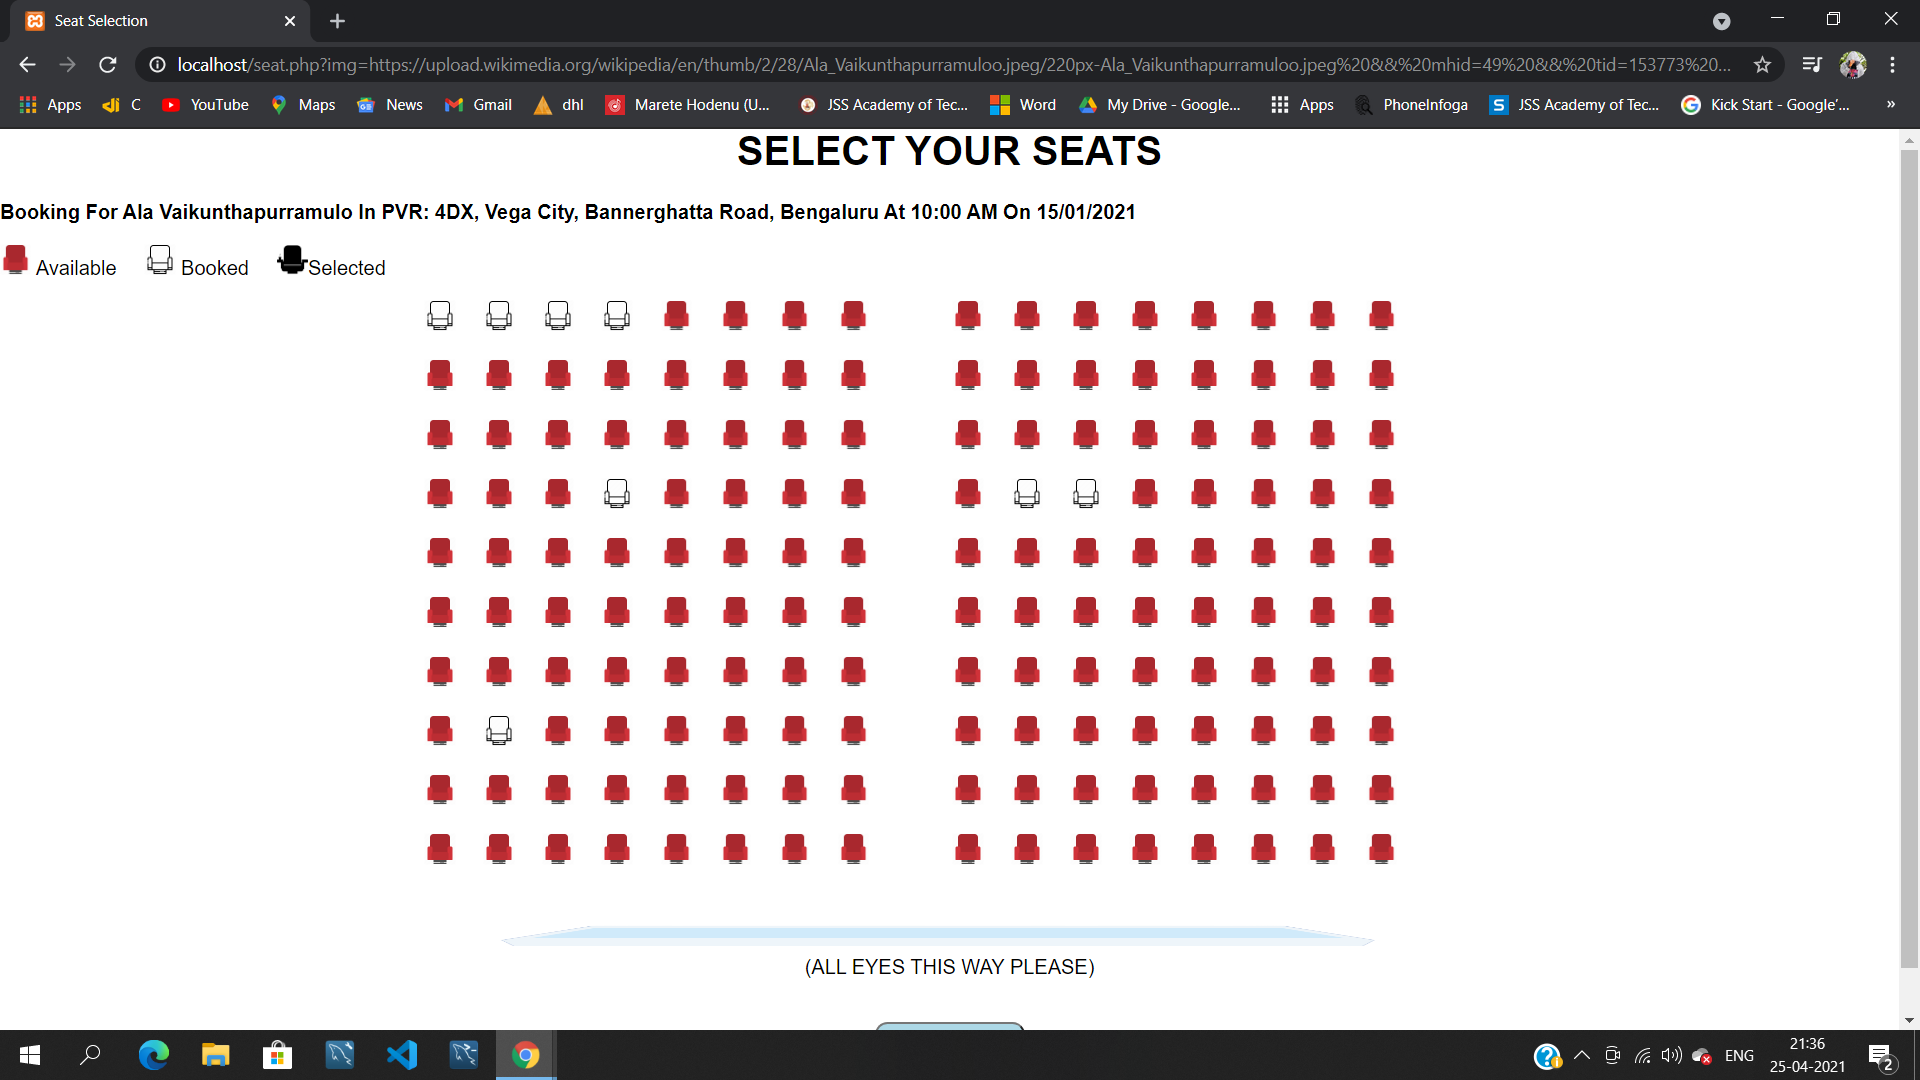 Seat Selection
localhost/seat.php?img=https://upload.wikimedia.org/wikipedia/en/thumb/2/28/Ala_Vaikunthapurramuloo.jpeg/220px-Ala_Vaikunthapurramuloo.jpeg%20&&%20mhid=49%20&&%20tid=153773%20...
Apps C YouTube Maps News Gmail dhl Marete Hodenu (U... JSS Academy of Tec... Word My Drive - Google... Apps PhoneInfoga S JSS Academy of Tec... Kick Start - Google'... »
SELECT YOUR SEATS
Booking For Ala Vaikunthapurramulo In PVR: 4DX, Vega City, Bannerghatta Road, Bengaluru At 10:00 AM On 15/01/2021
Available Booked Selected
(ALL EYES THIS WAY PLEASE)
ENG
21:36
25-04-2021
2